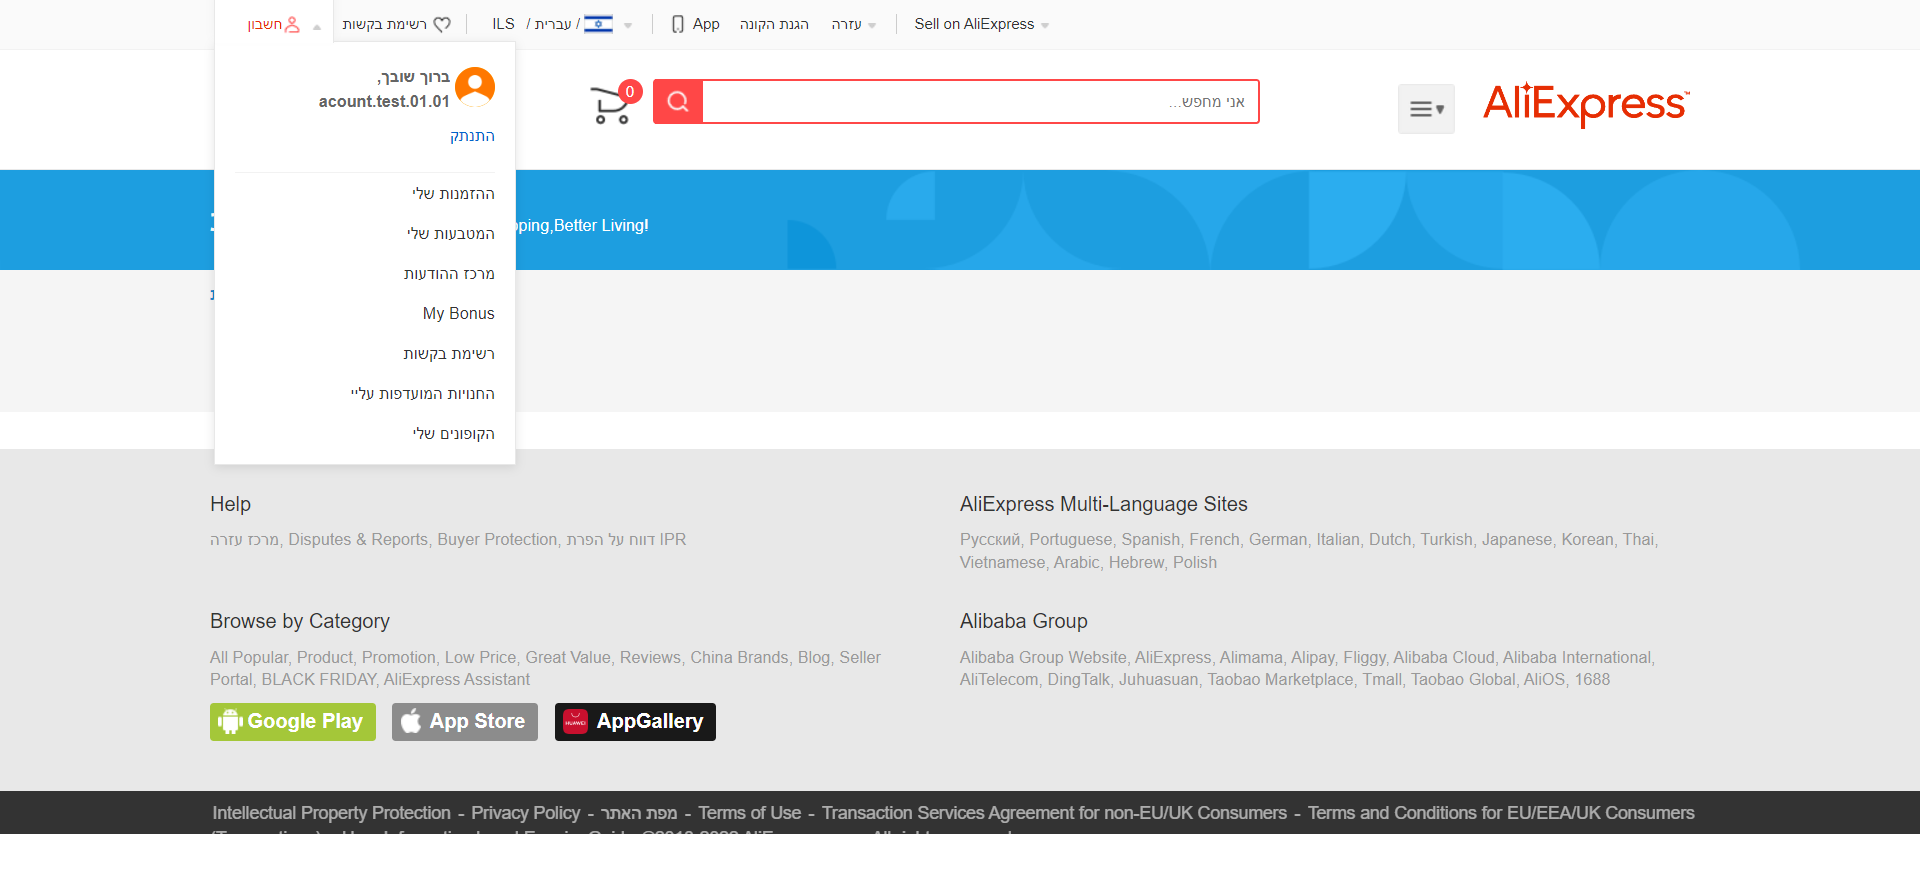 חשבון
רשימת בקשות
ILS / עברית /
App
הגנת הקונה
עזרה
Sell on AliExpress
ברוך שובך,
acount.test.01.01
התנתק
ההזמנות שלי
המטבעות שלי
מרכז ההודעות
My Bonus
רשימת בקשות
החנויות המועדפות עליי
הקופונים שלי
0
אני מחפש...
AliExpress™
pping,Better Living!
Help
מרכז עזרה, Disputes & Reports, Buyer Protection, דווח על הפרת IPR
AliExpress Multi-Language Sites
Русский, Portuguese, Spanish, French, German, Italian, Dutch, Turkish, Japanese, Korean, Thai,
Vietnamese, Arabic, Hebrew, Polish
Browse by Category
All Popular, Product, Promotion, Low Price, Great Value, Reviews, China Brands, Blog, Seller
Portal, BLACK FRIDAY, AliExpress Assistant
Alibaba Group
Alibaba Group Website, AliExpress, Alimama, Alipay, Fliggy, Alibaba Cloud, Alibaba International,
AliTelecom, DingTalk, Juhuasuan, Taobao Marketplace, Tmall, Taobao Global, AliOS, 1688
Google Play
App Store
HUAWEI
AppGallery
Intellectual Property Protection - Privacy Policy - מפת האתר - Terms of Use - Transaction Services Agreement for non-EU/UK Consumers - Terms and Conditions for EU/EEA/UK Consumers